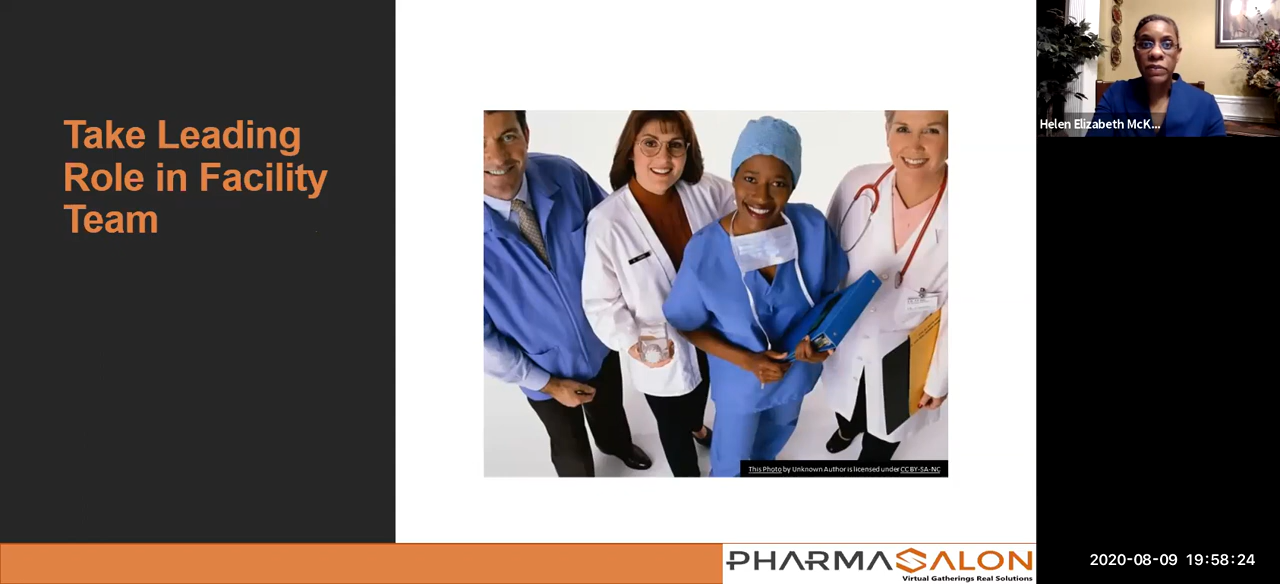 Take Leading
Role in Facility
Team
This Photo by Unknown Author is licensed under CC BY-SA-NC
PHARMASALON
Virtual Gatherings Real Solutions
Helen Elizabeth McK...
2020-08-09 19:58:24